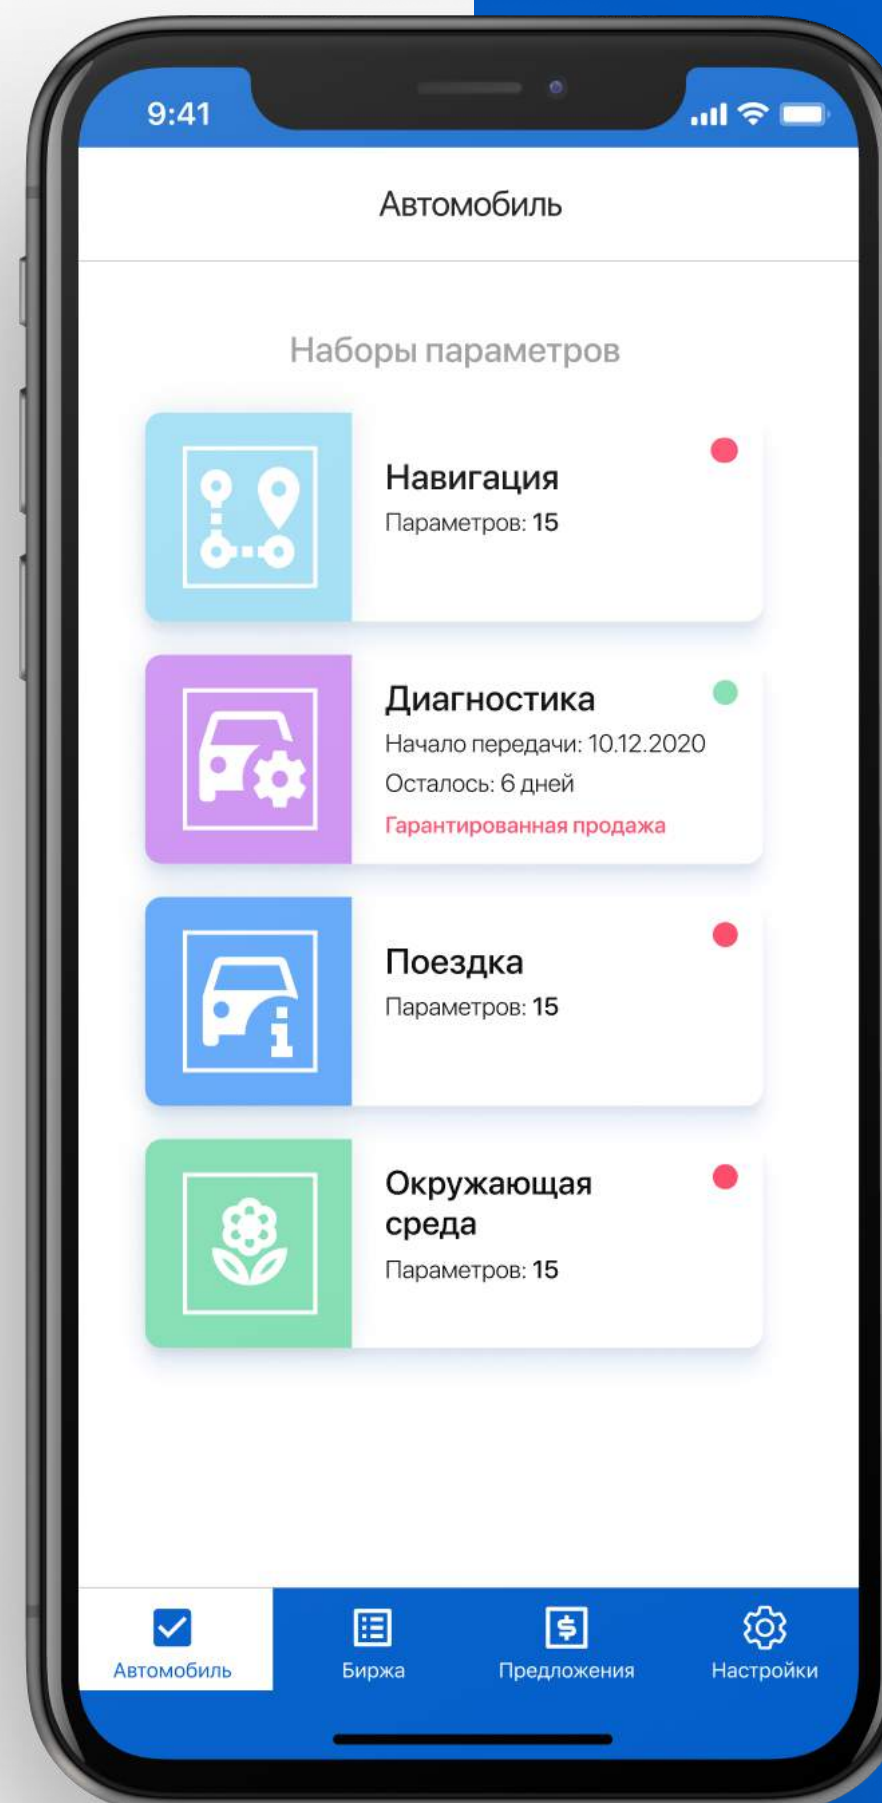 9:41
Автомобиль
Наборы параметров
Навигация
Параметров: 15
Диагностика
Начало передачи: 10.12.2020
Осталось: 6 дней
Гарантированная продажа
Поездка
Параметров: 15
Окружающая
среда
Параметров: 15
Автомобиль
Биржа
Предложения
Настройки